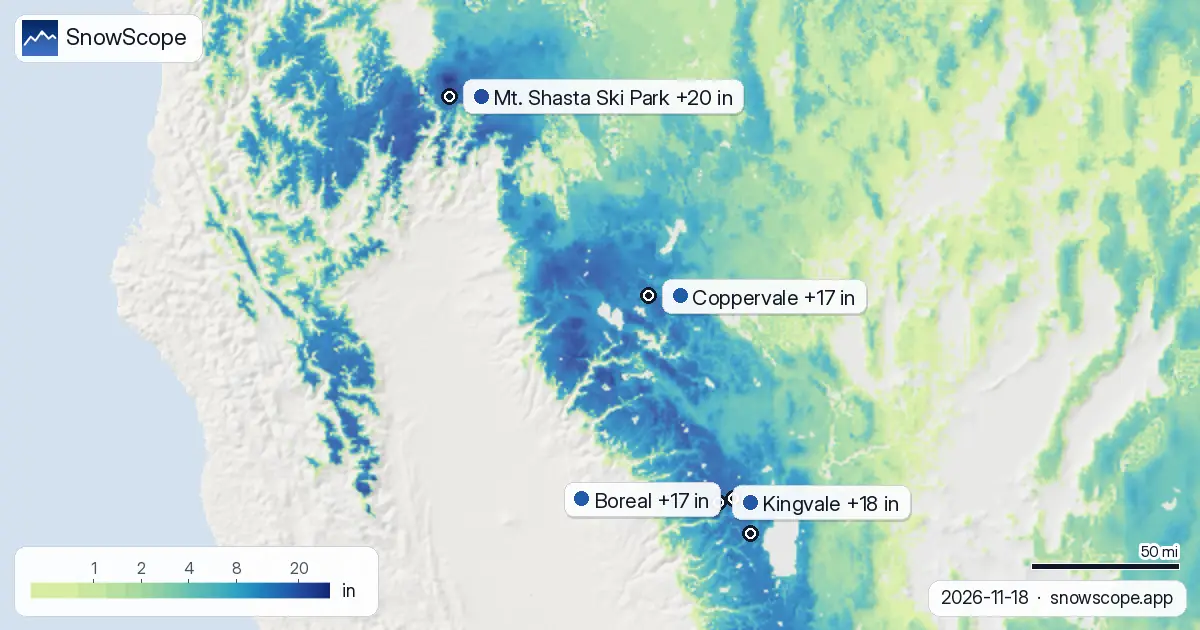 SnowScope
Mt. Shasta Ski Park +20 in
Coppervale +17 in
Boreal +17 in
Kingvale +18 in
50 mi
1 2 4 8 20
in
2026-11-18 · snowscope.app